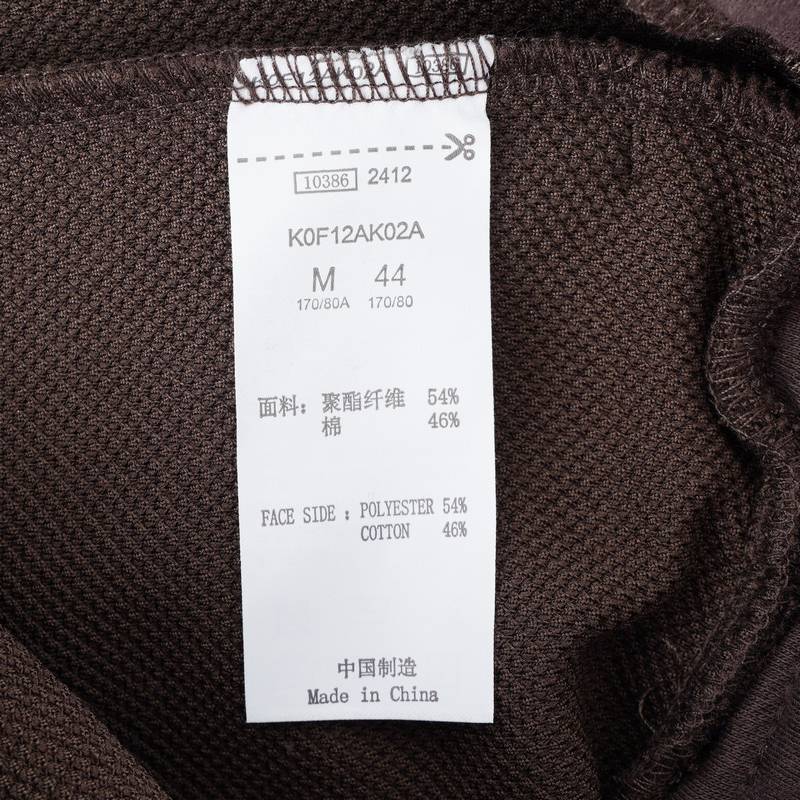 10386 2412
K0F12AK02A
M 44
170/80A 170/80
面料: 聚酯纤维 54%
棉 46%
FACE SIDE : POLYESTER 54%
COTTON 46%
中国制造
Made in China